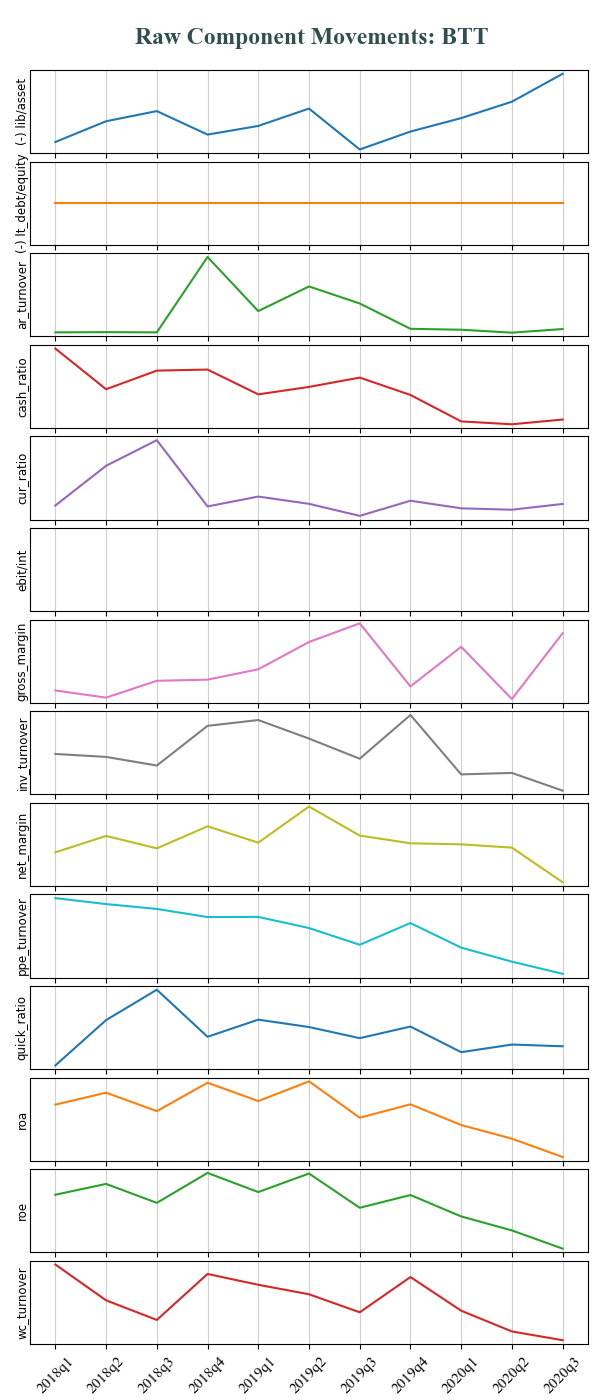 Raw Component Movements: BTT
(-) lib/asset
(-) lt_debt/equity
ar_turnover
cash_ratio
cur_ratio
ebit/int
gross_margin
inv_turnover
net_margin
ppe_turnover
quick_ratio
roa
roe
wc_turnover
2018q1 2018q2 2018q3 2018q4 2019q1 2019q2 2019q3 2019q4 2020q1 2020q2 2020q3